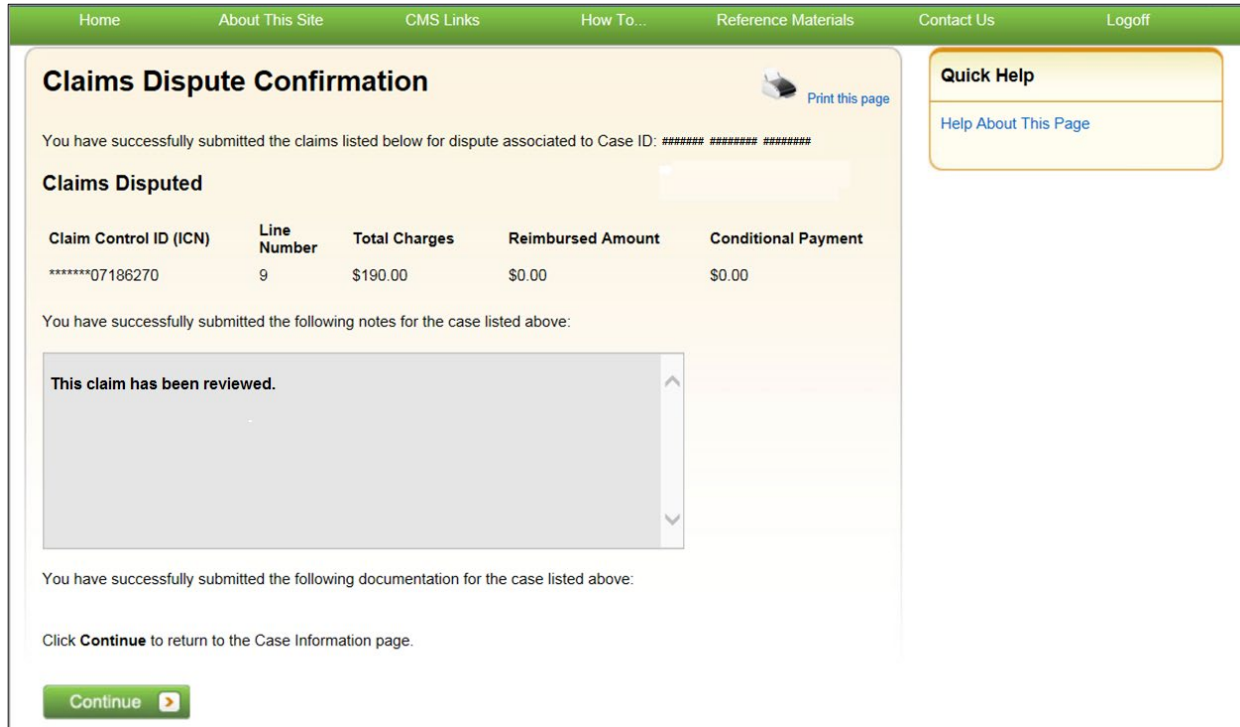 Home About This Site CMS Links How To... Reference Materials Contact Us Logoff
Claims Dispute Confirmation
Print this page
Quick Help
Help About This Page
You have successfully submitted the claims listed below for dispute associated to Case ID: ####### ######## ########
Claims Disputed
Claim Control ID (ICN) Line Number Total Charges Reimbursed Amount Conditional Payment
*******07186270 9 $190.00 $0.00 $0.00
You have successfully submitted the following notes for the case listed above:
This claim has been reviewed.
You have successfully submitted the following documentation for the case listed above:
Click Continue to return to the Case Information page.
Continue